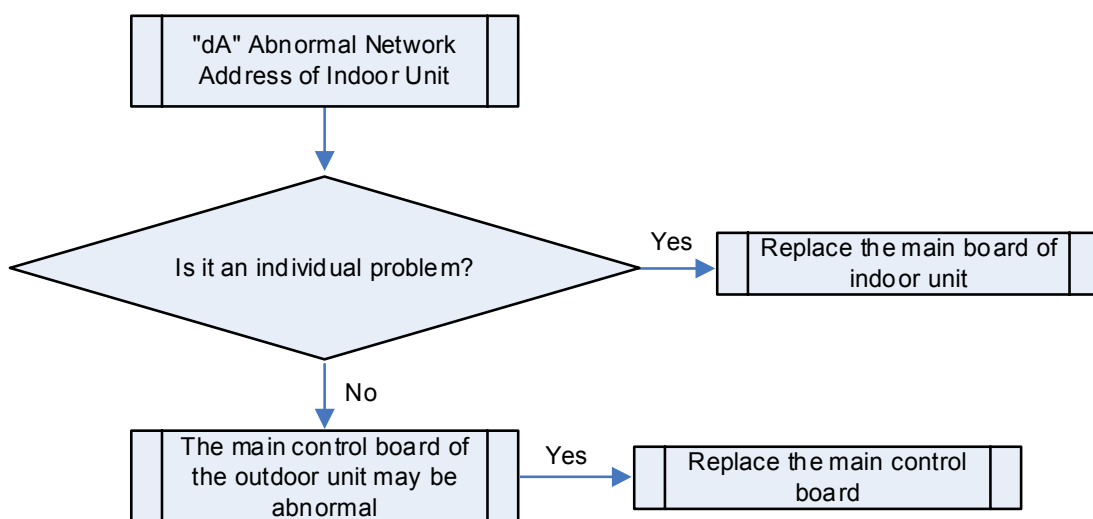 "dA" Abnormal Network
Address of Indoor Unit
Is it an individual problem?
Yes
Replace the main board of
indoor unit
No
The main control board of
the outdoor unit may be
abnormal
Yes
Replace the main control
board